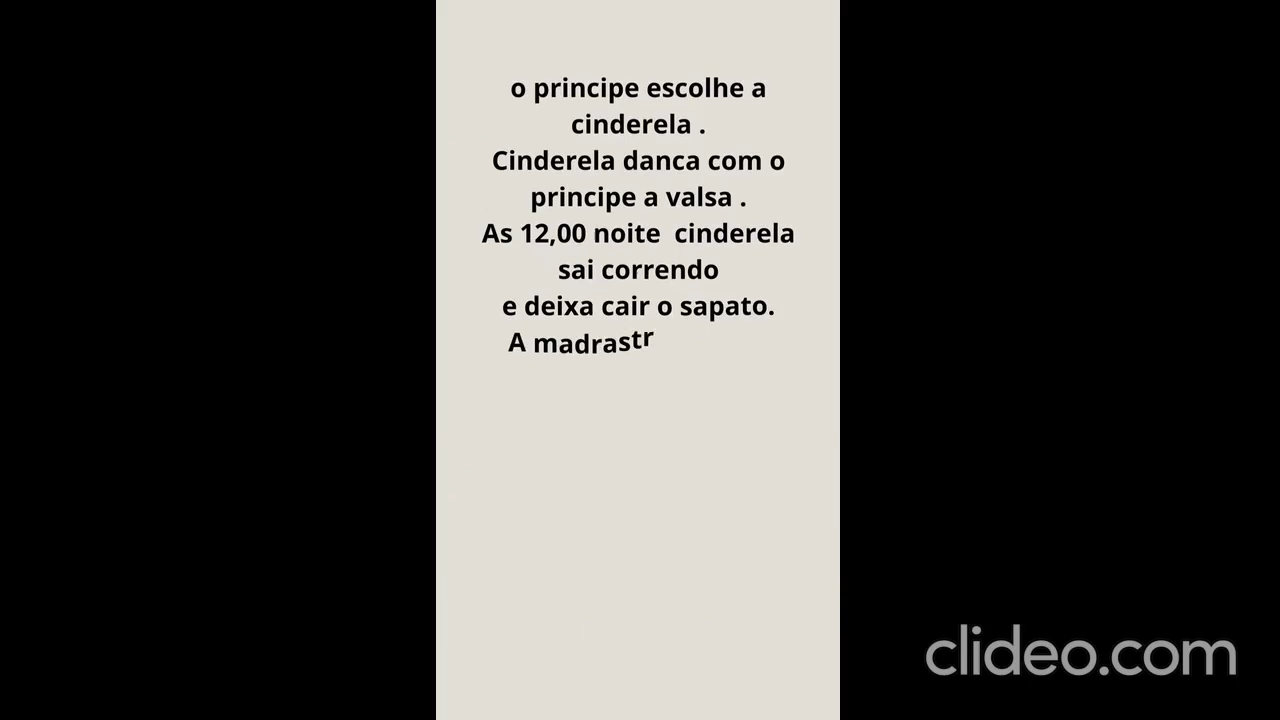 o principe escolhe a
cinderela .
Cinderela danca com o
principe a valsa .
As 12,00 noite  cinderela
sai correndo
e deixa cair o sapato.
A madrastr
clideo.com